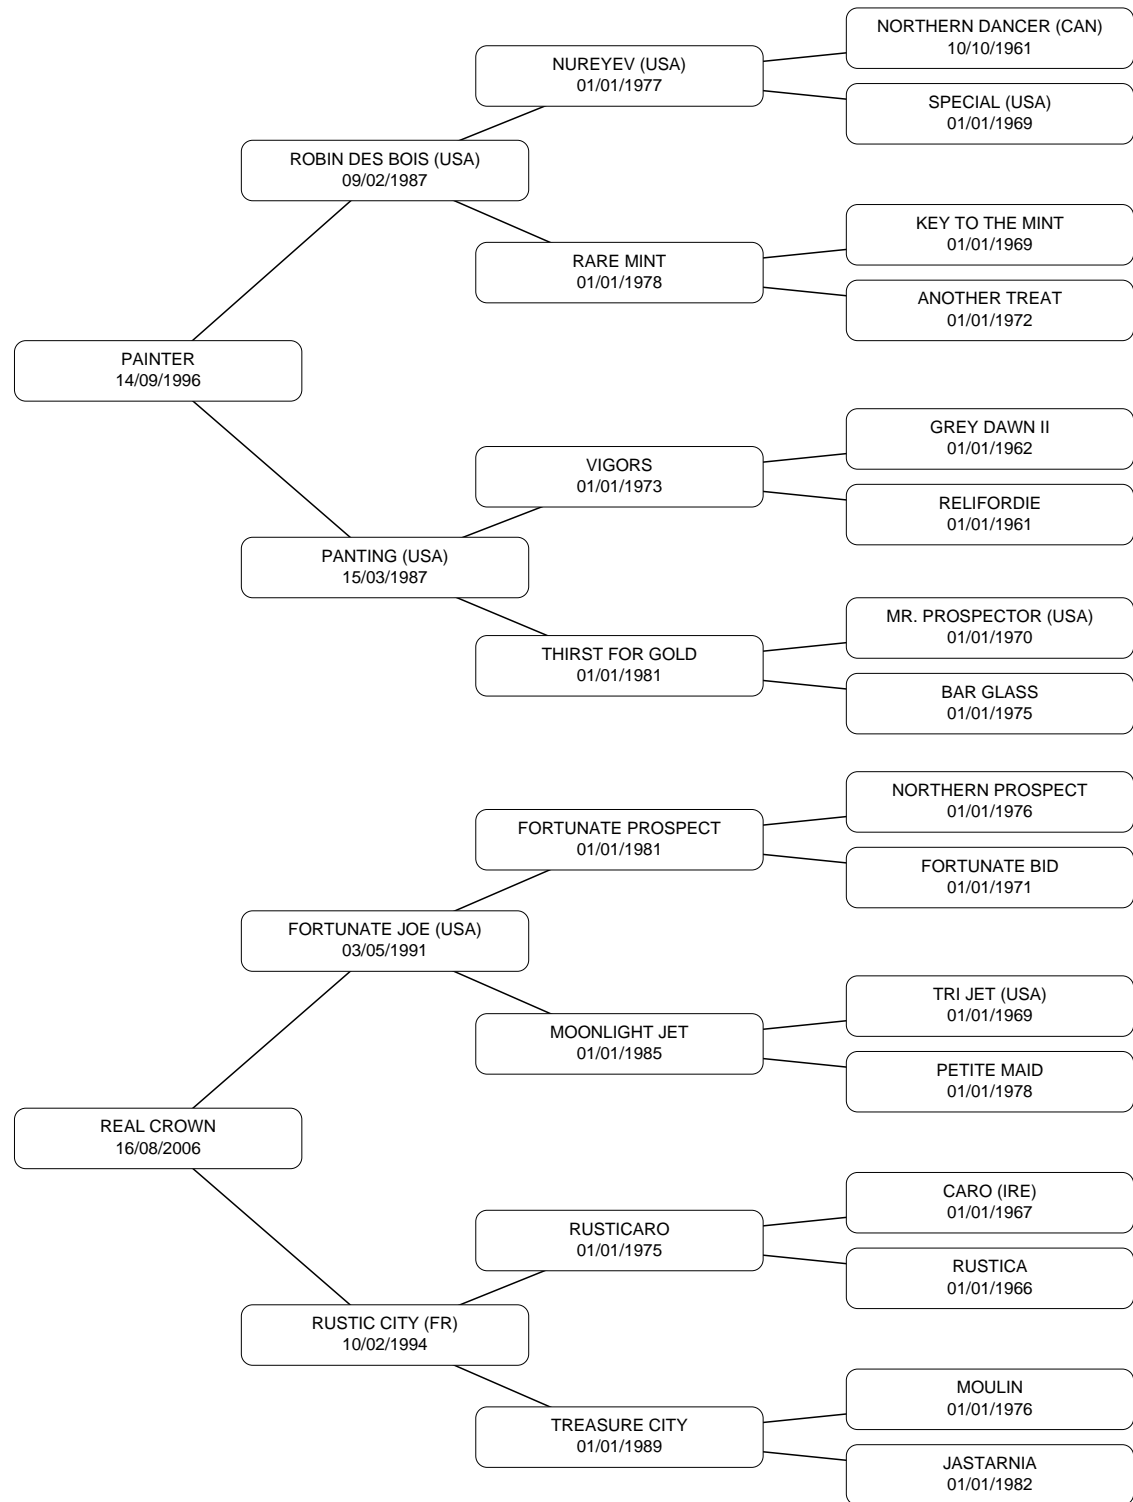 NORTHERN DANCER (CAN)
10/10/1961
NUREYEV (USA)
01/01/1977
SPECIAL (USA)
01/01/1969
ROBIN DES BOIS (USA)
09/02/1987
KEY TO THE MINT
01/01/1969
RARE MINT
01/01/1978
ANOTHER TREAT
01/01/1972
PAINTER
14/09/1996
GREY DAWN II
01/01/1962
VIGORS
01/01/1973
RELIFORDIE
01/01/1961
PANTING (USA)
15/03/1987
MR. PROSPECTOR (USA)
01/01/1970
THIRST FOR GOLD
01/01/1981
BAR GLASS
01/01/1975
NORTHERN PROSPECT
01/01/1976
FORTUNATE PROSPECT
01/01/1981
FORTUNATE BID
01/01/1971
FORTUNATE JOE (USA)
03/05/1991
TRI JET (USA)
01/01/1969
MOONLIGHT JET
01/01/1985
PETITE MAID
01/01/1978
REAL CROWN
16/08/2006
CARO (IRE)
01/01/1967
RUSTICARO
01/01/1975
RUSTICA
01/01/1966
RUSTIC CITY (FR)
10/02/1994
MOULIN
01/01/1976
TREASURE CITY
01/01/1989
JASTARNIA
01/01/1982